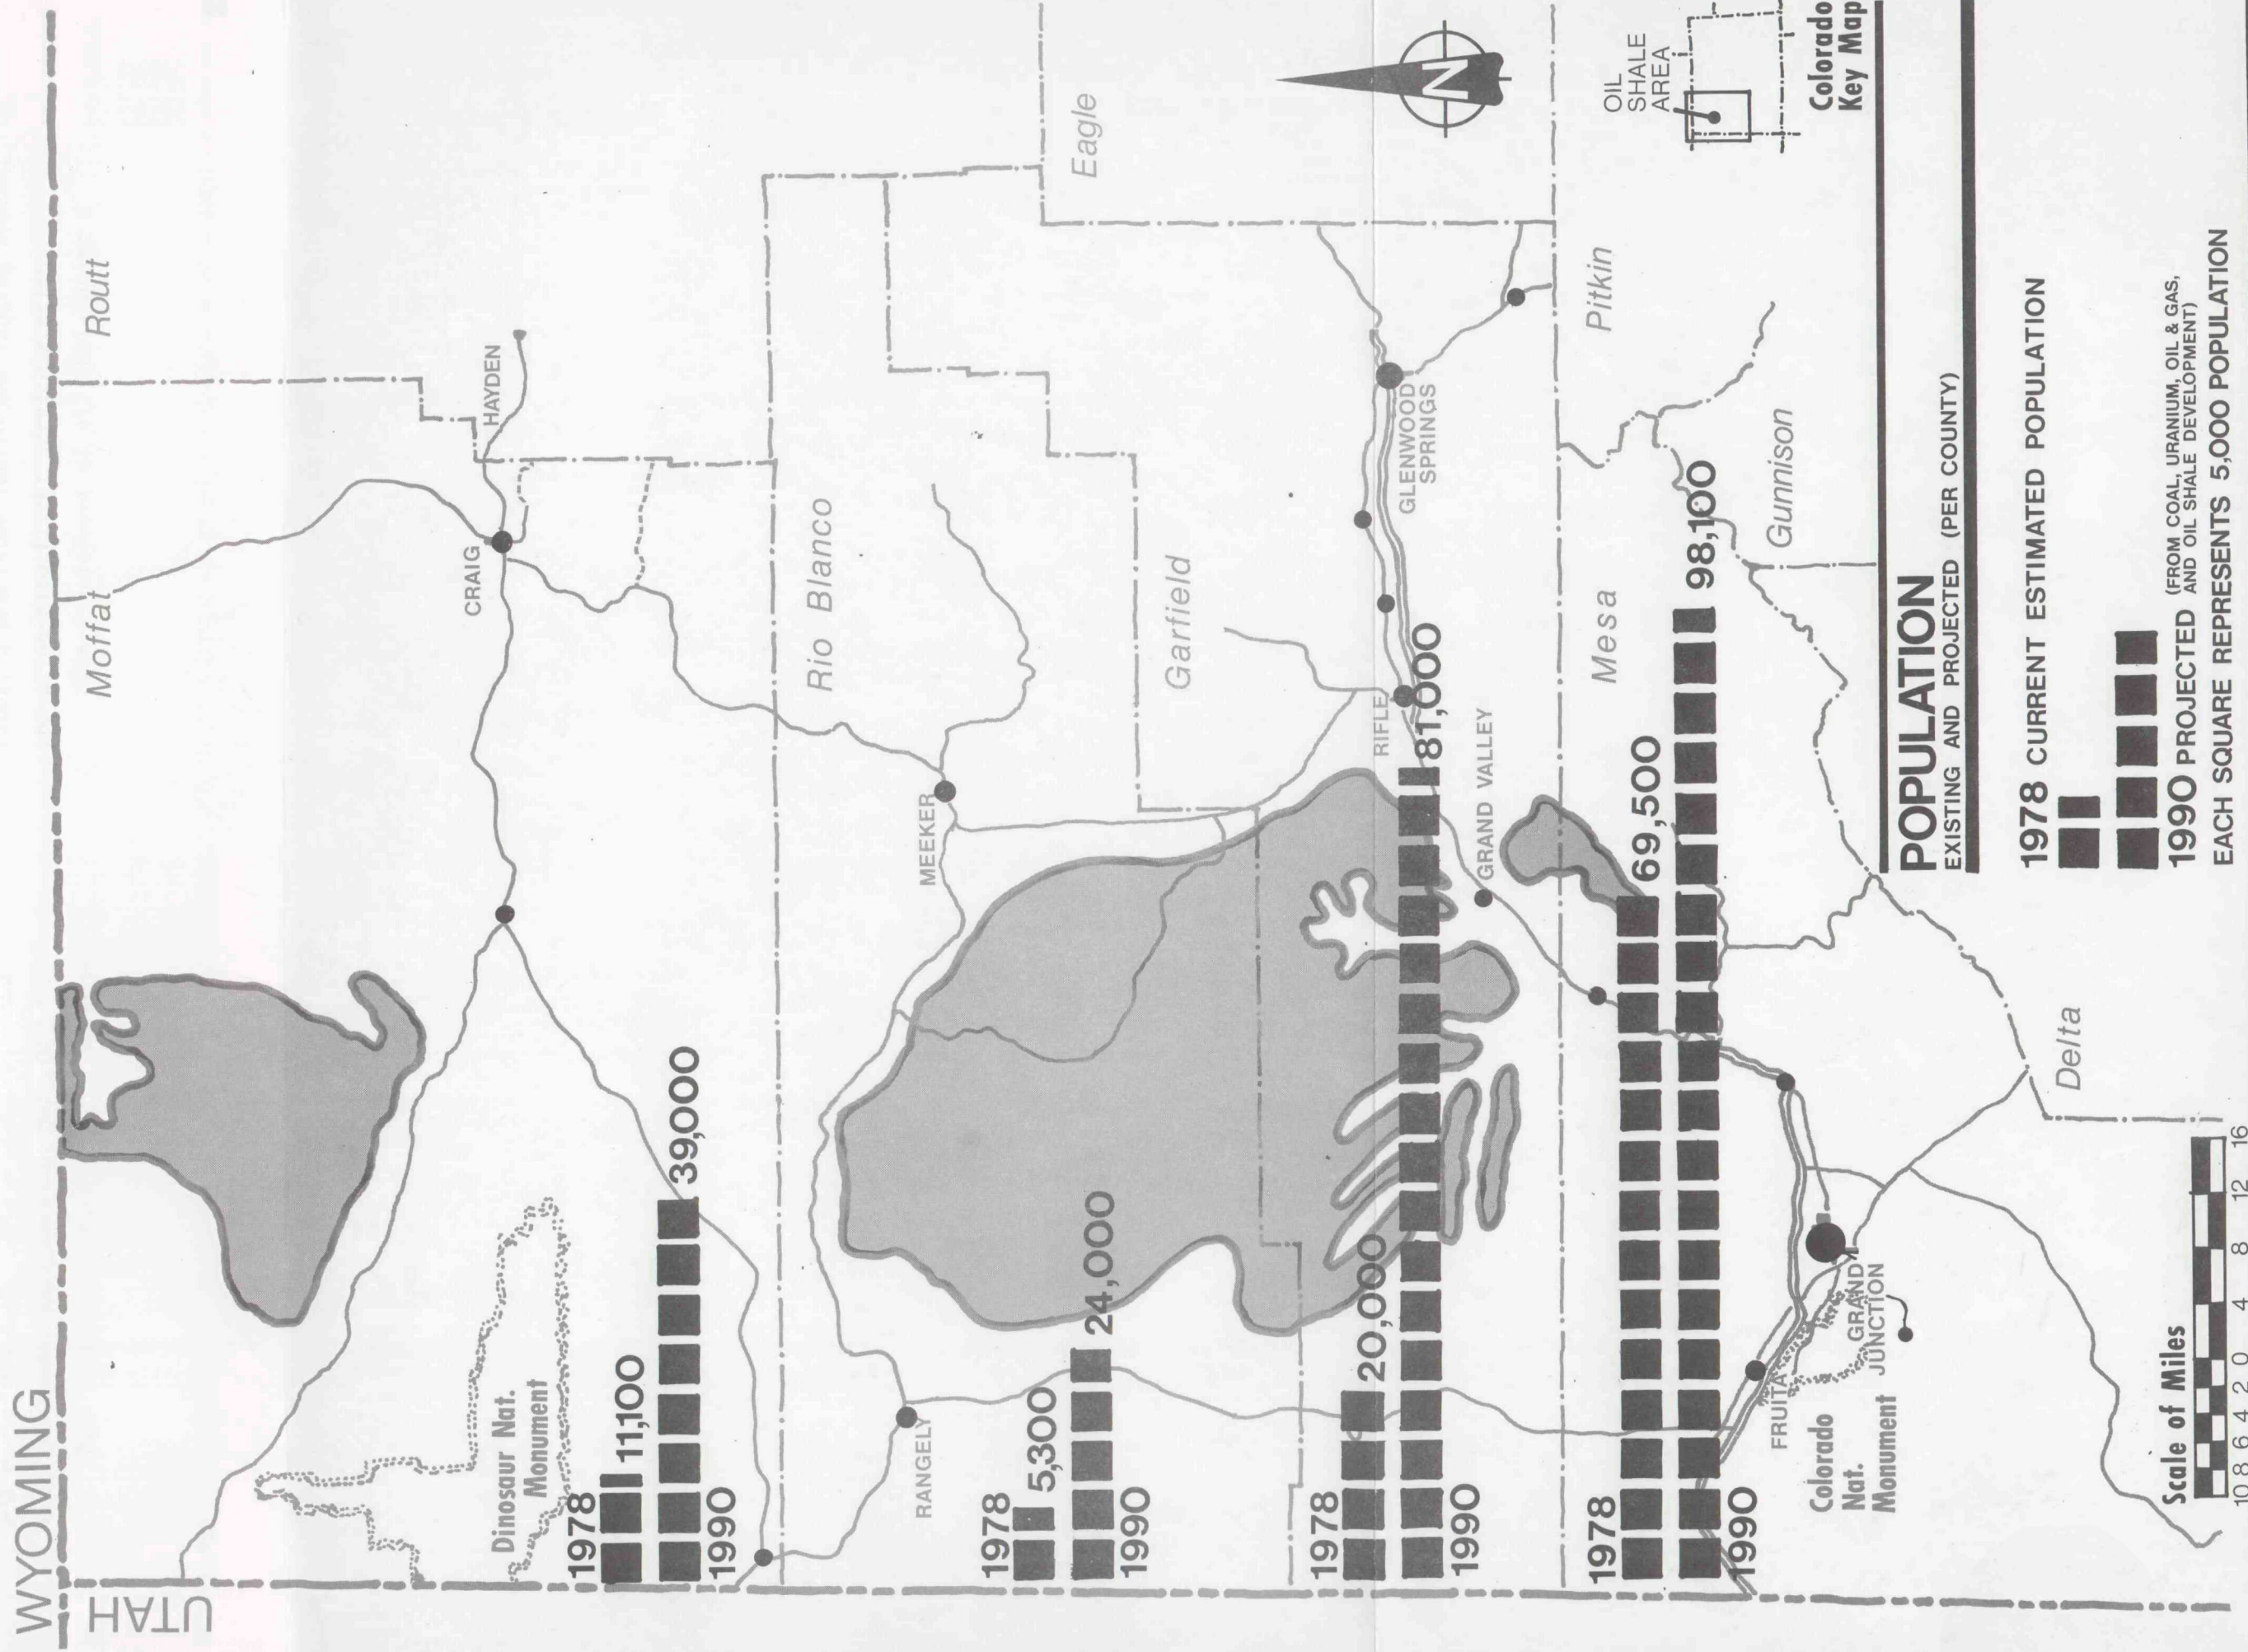 WYOMING
UTAH
Moffat
Routt
HAYDEN
CRAIG
Dinosaur Nat.
Monument
1978
11,100
39,000
1990
Rio Blanco
MEEKER
RANGELY
1978
5,300
24,000
1990
Garfield
Eagle
GLENWOOD
SPRINGS
RIFLE
GRAND VALLEY
1978
20,000
81,000
1990
N
Mesa
Pitkin
1978
69,500
98,100
1990
Gunnison
FRUITA
GRAND
JUNCTION
Colorado
Nat.
Monument
Delta
OIL
SHALE
AREA
Colorado
Key Map
POPULATION
EXISTING AND PROJECTED (PER COUNTY)
1978 CURRENT ESTIMATED POPULATION
1990 PROJECTED (FROM COAL, URANIUM, OIL & GAS,
AND OIL SHALE DEVELOPMENT)
EACH SQUARE REPRESENTS 5,000 POPULATION
Scale of Miles
10 8 6 4 2 0 4 8 12 16